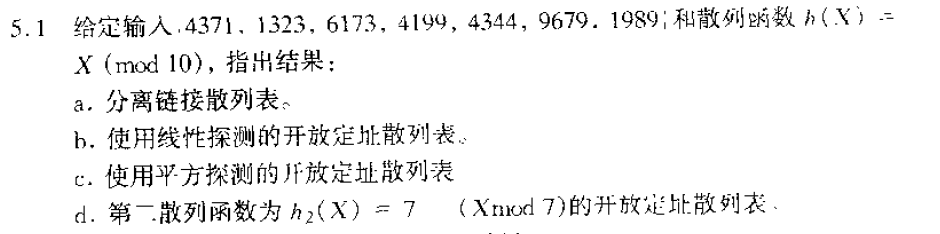 5.1 给定输入 4371, 1323, 6173, 4199, 4344, 9679, 1989, 和散列函数 h(X) =
X (mod 10), 指出结果:
a. 分离链接散列表。
b. 使用线性探测的开放定址散列表。
c. 使用平方探测的开放定址散列表
d. 第二散列函数为 h₂(X) = 7 (Xmod 7)的开放定址散列表.